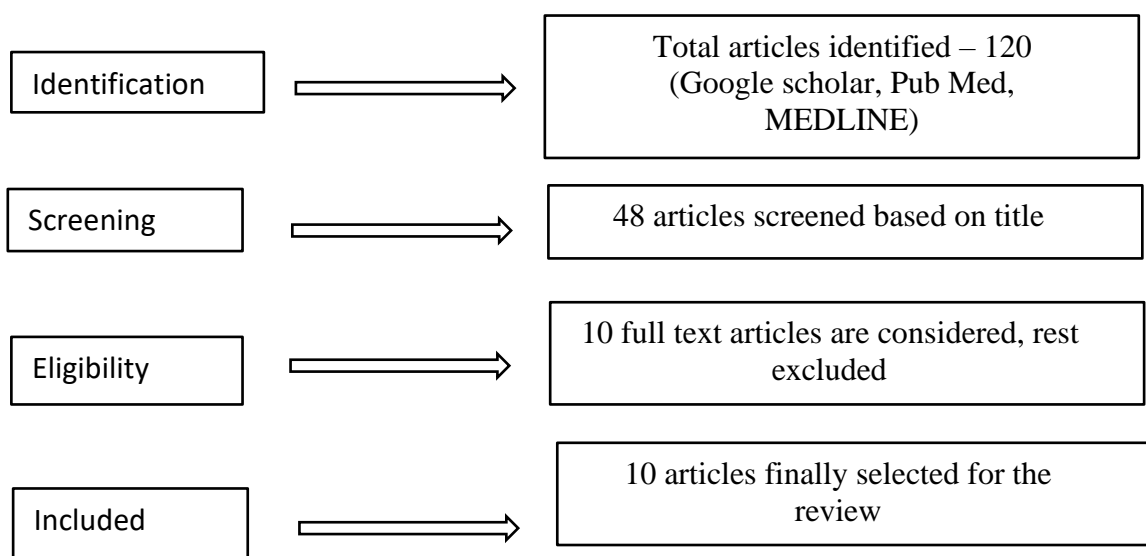 Identification
Total articles identified – 120
(Google scholar, Pub Med,
MEDLINE)
Screening
48 articles screened based on title
Eligibility
10 full text articles are considered, rest
excluded
Included
10 articles finally selected for the
review